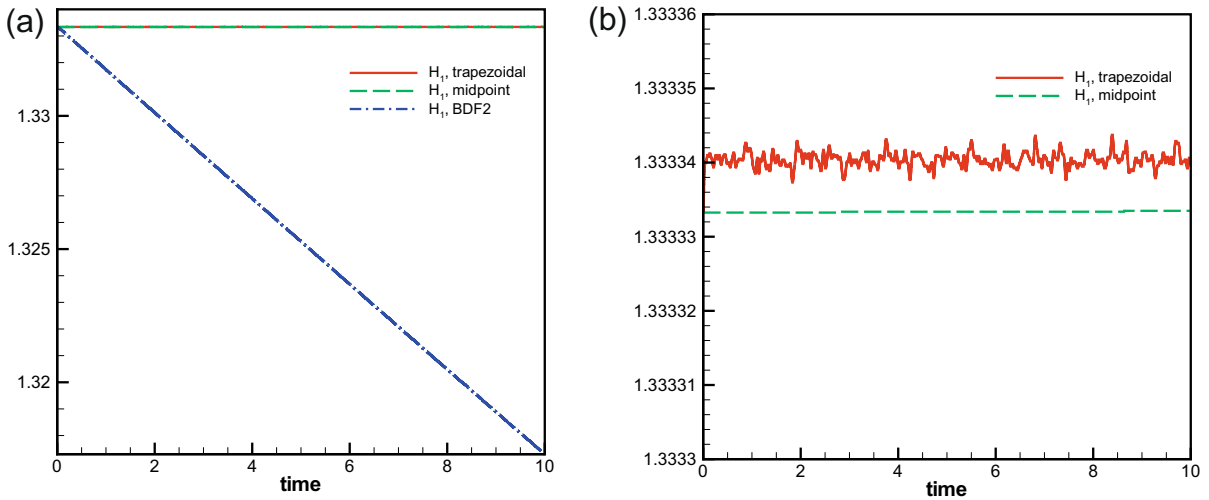 (a)
H1, trapezoidal
H1, midpoint
H1, BDF2
1.33
1.325
1.32
0 2 4 6 8 10
time
(b)
1.33336
1.33335
1.33334
1.33333
1.33332
1.33331
1.3333
H1, trapezoidal
H1, midpoint
0 2 4 6 8 10
time